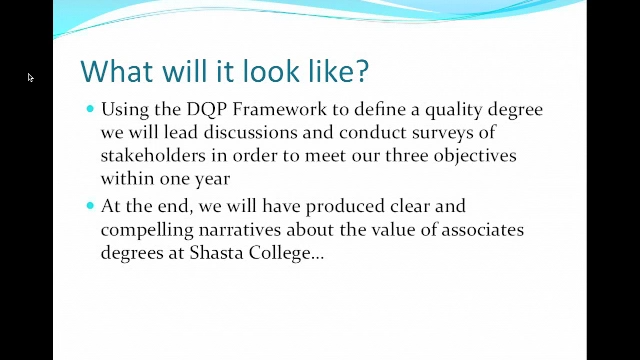 What will it look like?
Using the DQP Framework to define a quality degree
we will lead discussions and conduct surveys of
stakeholders in order to meet our three objectives
within one year
At the end, we will have produced clear and
compelling narratives about the value of associates
degrees at Shasta College...